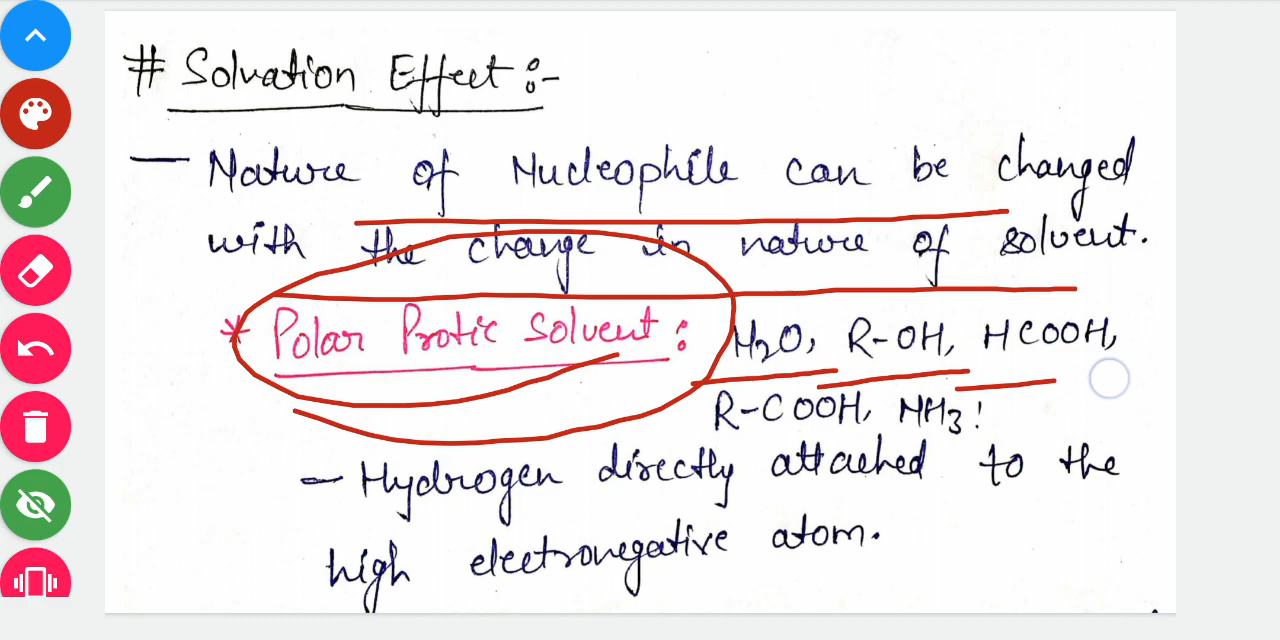 # Solvation Effect :-
— Nature of Nucleophile can be changed
with the change in nature of solvent.
* Polar Protic Solvent : H2O, R-OH, HCOOH,
R-COOH, NH3!
- Hydrogen directly attached to the
high electronegative atom.